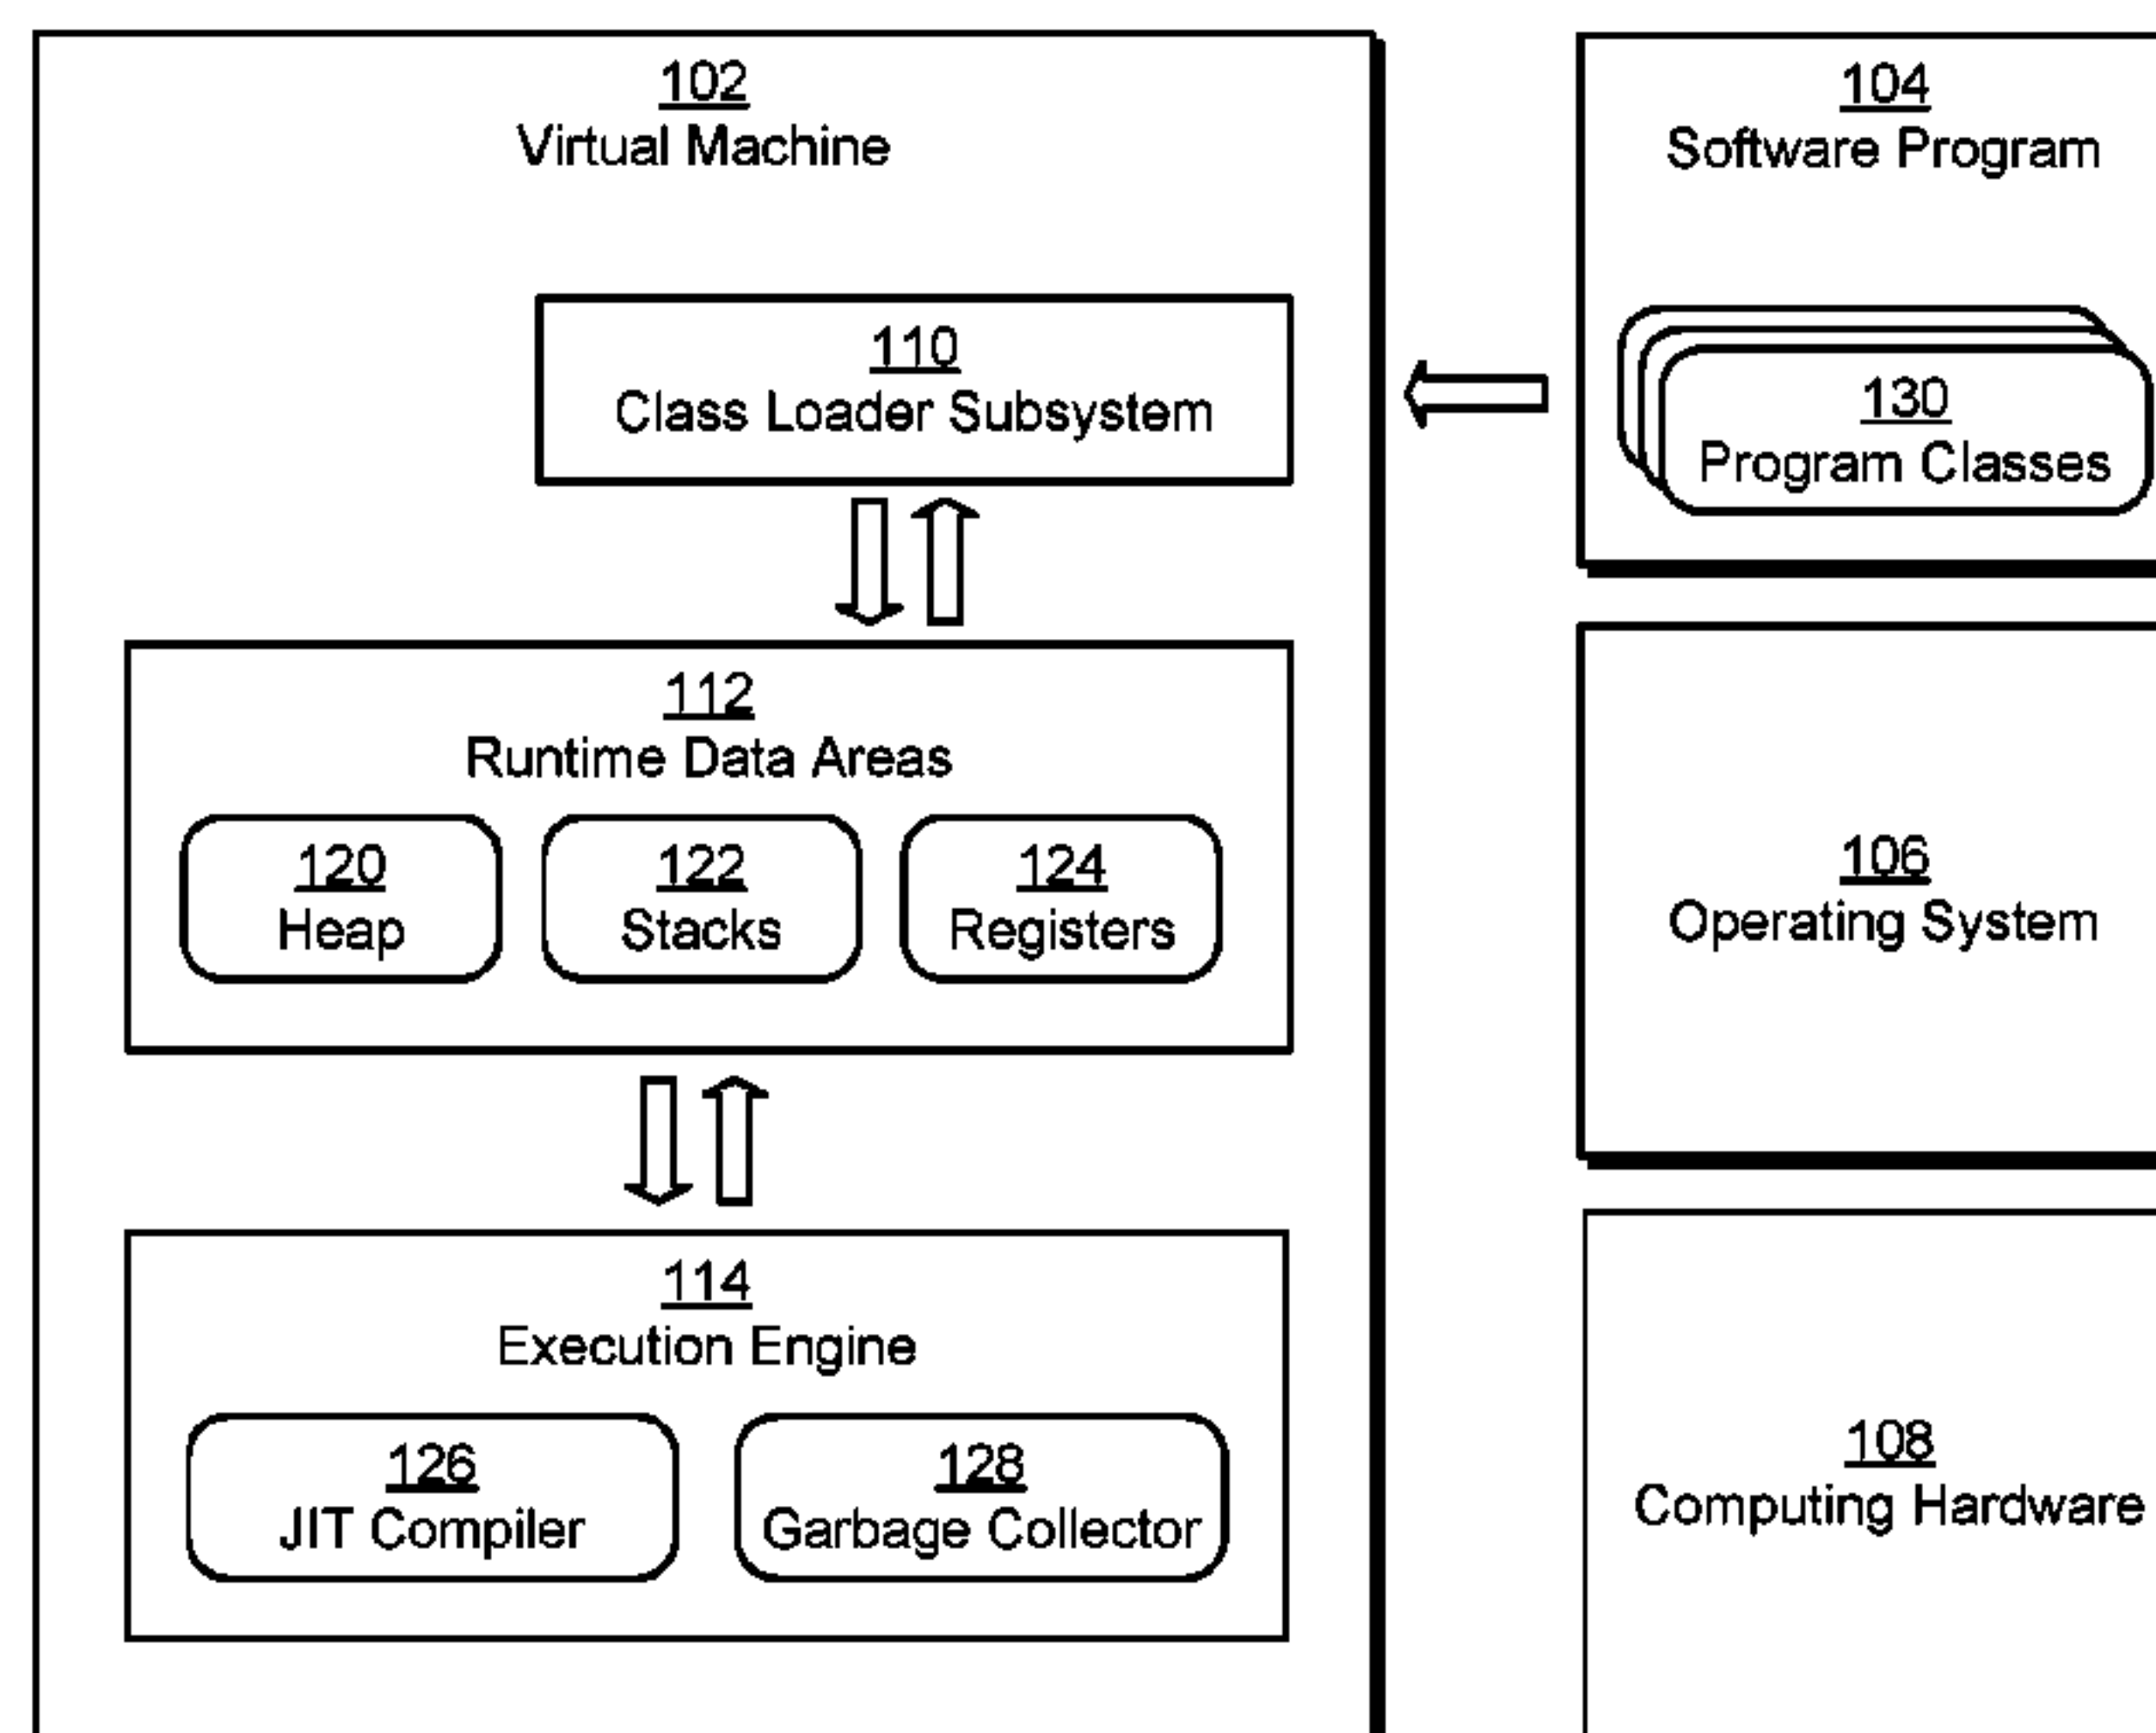 102
Virtual Machine
110
Class Loader Subsystem
112
Runtime Data Areas
120
Heap
122
Stacks
124
Registers
114
Execution Engine
126
JIT Compiler
128
Garbage Collector
104
Software Program
130
Program Classes
106
Operating System
108
Computing Hardware